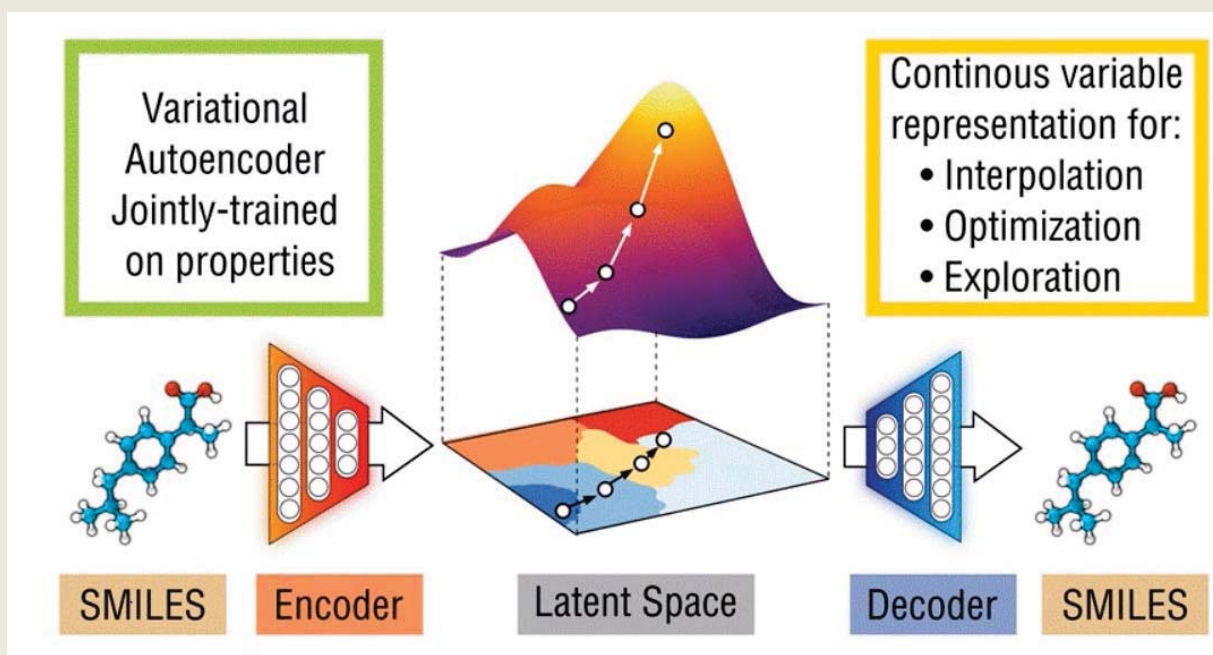 Variational
Autoencoder
Jointly-trained
on properties
Continous variable
representation for:
• Interpolation
• Optimization
• Exploration
SMILES
Encoder
Latent Space
Decoder
SMILES